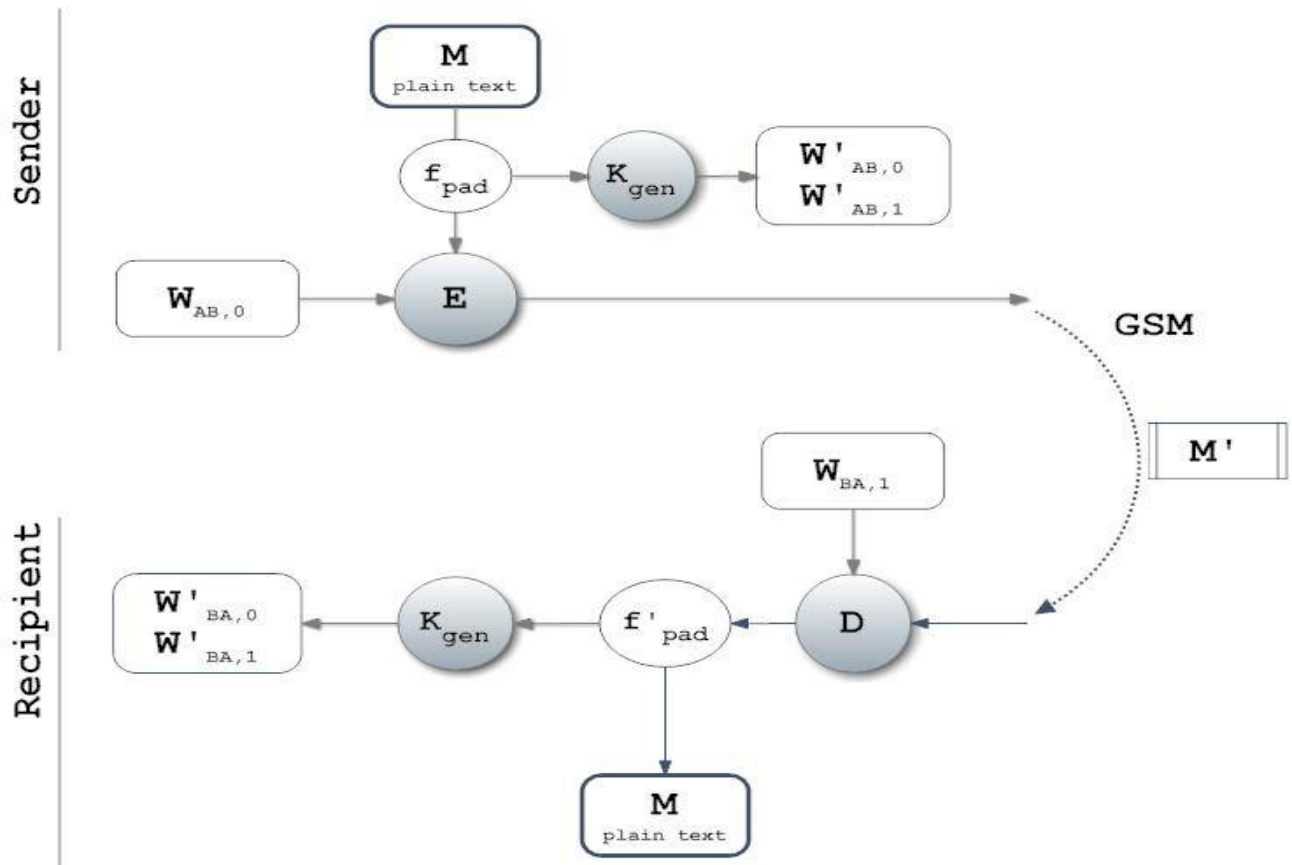 Sender
M
plain text
f pad
K gen
W' AB,0
W' AB,1
W AB,0
E
GSM
M'
W BA,1
Recipient
W' BA,0
W' BA,1
K gen
f' pad
D
M
plain text